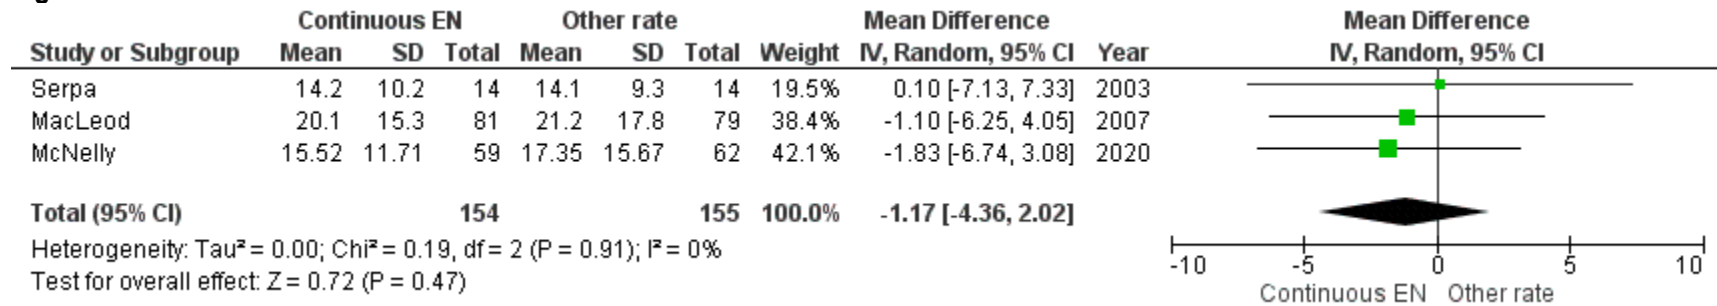 Continuous EN Other rate Mean Difference Mean Difference
Study or Subgroup Mean SD Total Mean SD Total Weight IV, Random, 95% CI Year IV, Random, 95% CI
Serpa 14.2 10.2 14 14.1 9.3 14 19.5% 0.10 [-7.13, 7.33] 2003
MacLeod 20.1 15.3 81 21.2 17.8 79 38.4% -1.10 [-6.25, 4.05] 2007
McNelly 15.52 11.71 59 17.35 15.67 62 42.1% -1.83 [-6.74, 3.08] 2020
Total (95% CI) 154 155 100.0% -1.17 [-4.36, 2.02]
Heterogeneity: Tau² = 0.00; Chi² = 0.19, df = 2 (P = 0.91); I² = 0%
Test for overall effect: Z = 0.72 (P = 0.47)
-10 -5 0 5 10
Continuous EN Other rate